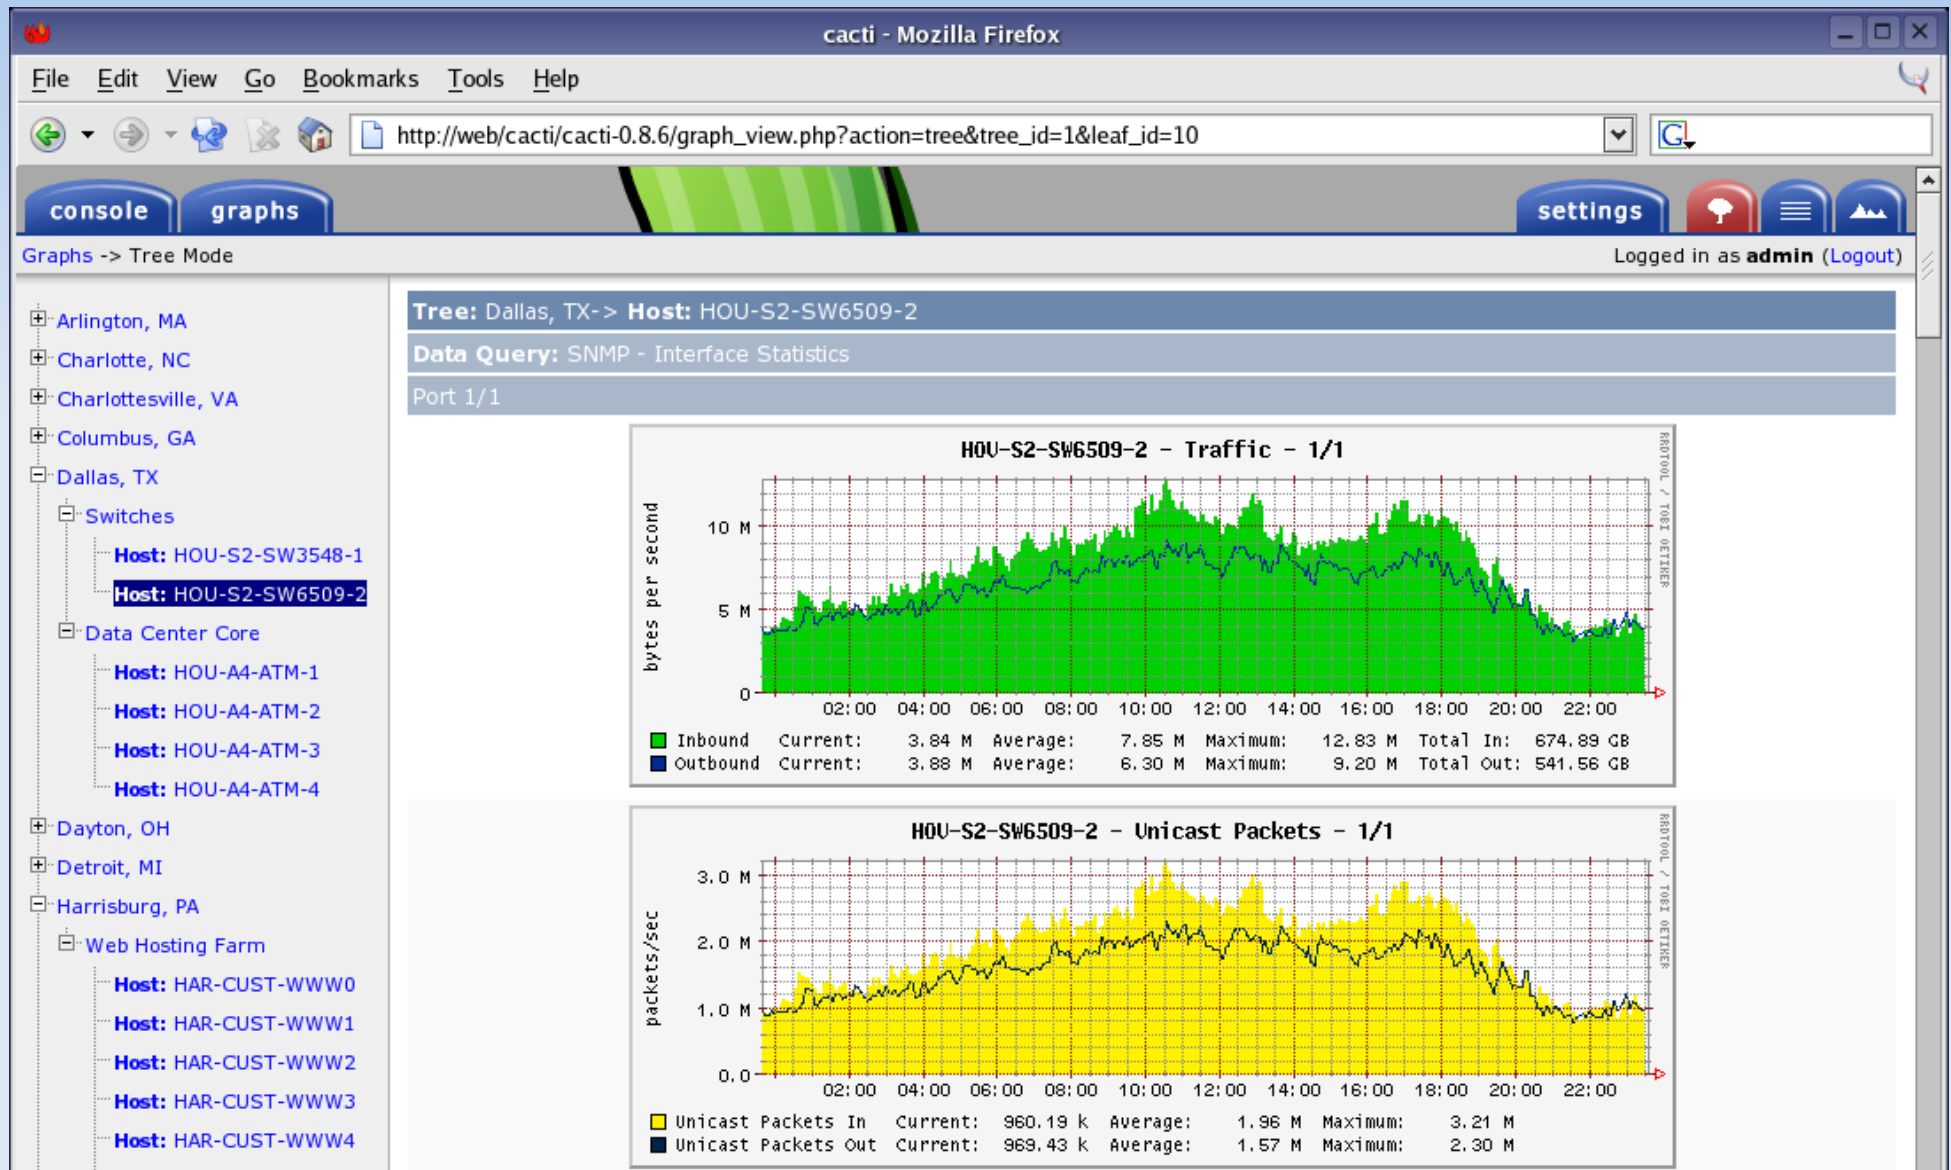 cacti - Mozilla Firefox
File Edit View Go Bookmarks Tools Help
http://web/cacti/cacti-0.8.6/graph_view.php?action=tree&tree_id=1&leaf_id=10
G
console graphs settings
Graphs -> Tree Mode Logged in as admin (Logout)
Arlington, MA
Charlotte, NC
Charlottesville, VA
Columbus, GA
Dallas, TX
Switches
Host: HOU-S2-SW3548-1
Host: HOU-S2-SW6509-2
Data Center Core
Host: HOU-A4-ATM-1
Host: HOU-A4-ATM-2
Host: HOU-A4-ATM-3
Host: HOU-A4-ATM-4
Dayton, OH
Detroit, MI
Harrisburg, PA
Web Hosting Farm
Host: HAR-CUST-WWW0
Host: HAR-CUST-WWW1
Host: HAR-CUST-WWW2
Host: HAR-CUST-WWW3
Host: HAR-CUST-WWW4
Tree: Dallas, TX-> Host: HOU-S2-SW6509-2
Data Query: SNMP - Interface Statistics
Port 1/1
HOU-S2-SW6509-2 - Traffic - 1/1
RRDTOOL / TOBI OETIKER
bytes per second
10 M
5 M
0
02:00 04:00 06:00 08:00 10:00 12:00 14:00 16:00 18:00 20:00 22:00
Inbound Current: 3.84 M Average: 7.85 M Maximum: 12.83 M Total In: 674.89 GB
Outbound Current: 3.88 M Average: 6.30 M Maximum: 9.20 M Total Out: 541.56 GB
HOU-S2-SW6509-2 - Unicast Packets - 1/1
RRDTOOL / TOBI OETIKER
packets/sec
3.0 M
2.0 M
1.0 M
0.0
02:00 04:00 06:00 08:00 10:00 12:00 14:00 16:00 18:00 20:00 22:00
Unicast Packets In Current: 960.19 k Average: 1.96 M Maximum: 3.21 M
Unicast Packets Out Current: 969.43 k Average: 1.57 M Maximum: 2.30 M